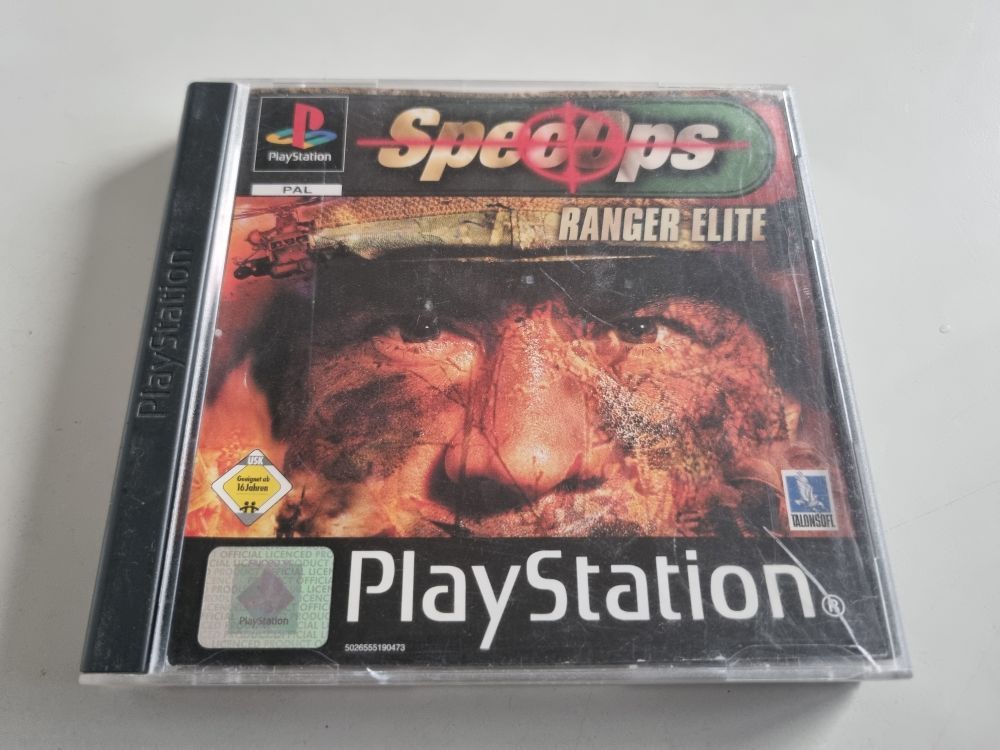 PlayStation
PlayStation
PAL
SpecOps
RANGER ELITE
USK
Geeignet ab
16 Jahren
TALONSOFT
OFFICIAL LICENCED PRODUCT
PlayStation
PlayStation®
5026555190473